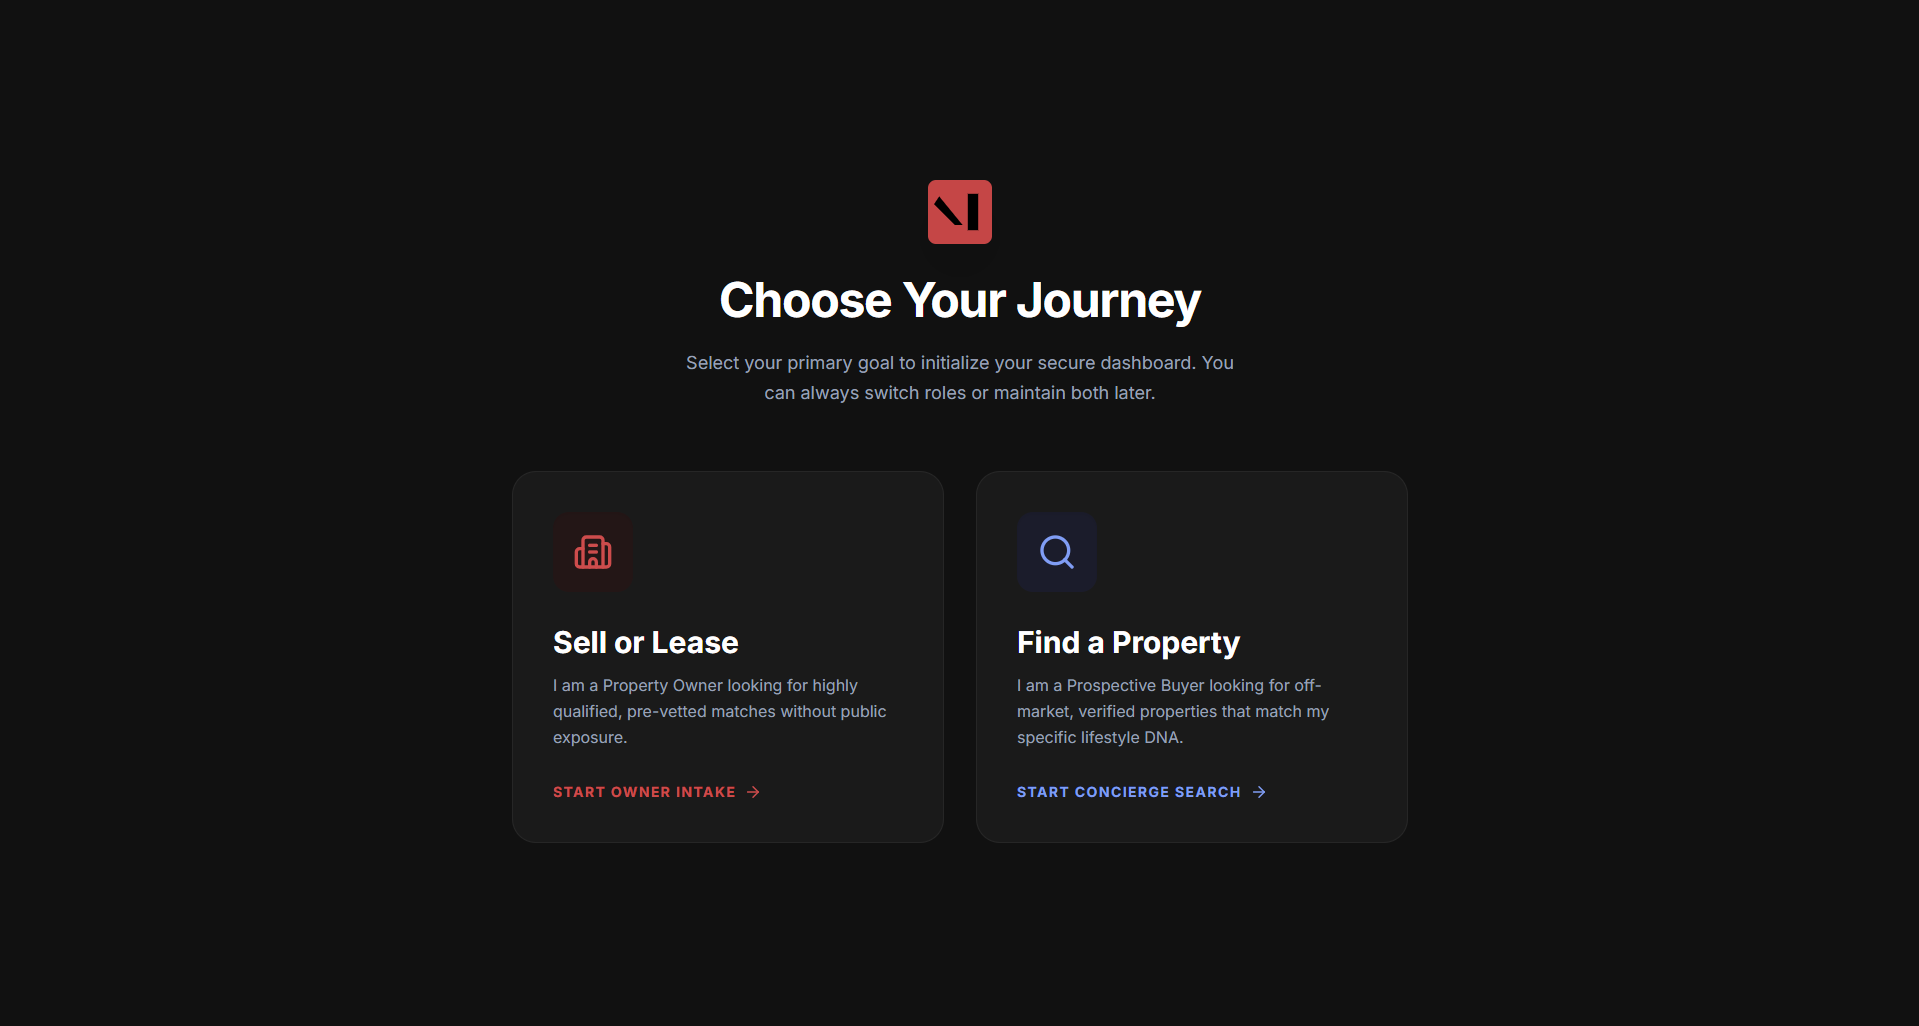 Choose Your Journey
Select your primary goal to initialize your secure dashboard. You
can always switch roles or maintain both later.
Sell or Lease
I am a Property Owner looking for highly
qualified, pre-vetted matches without public
exposure.
START OWNER INTAKE
Find a Property
I am a Prospective Buyer looking for off-
market, verified properties that match my
specific lifestyle DNA.
START CONCIERGE SEARCH